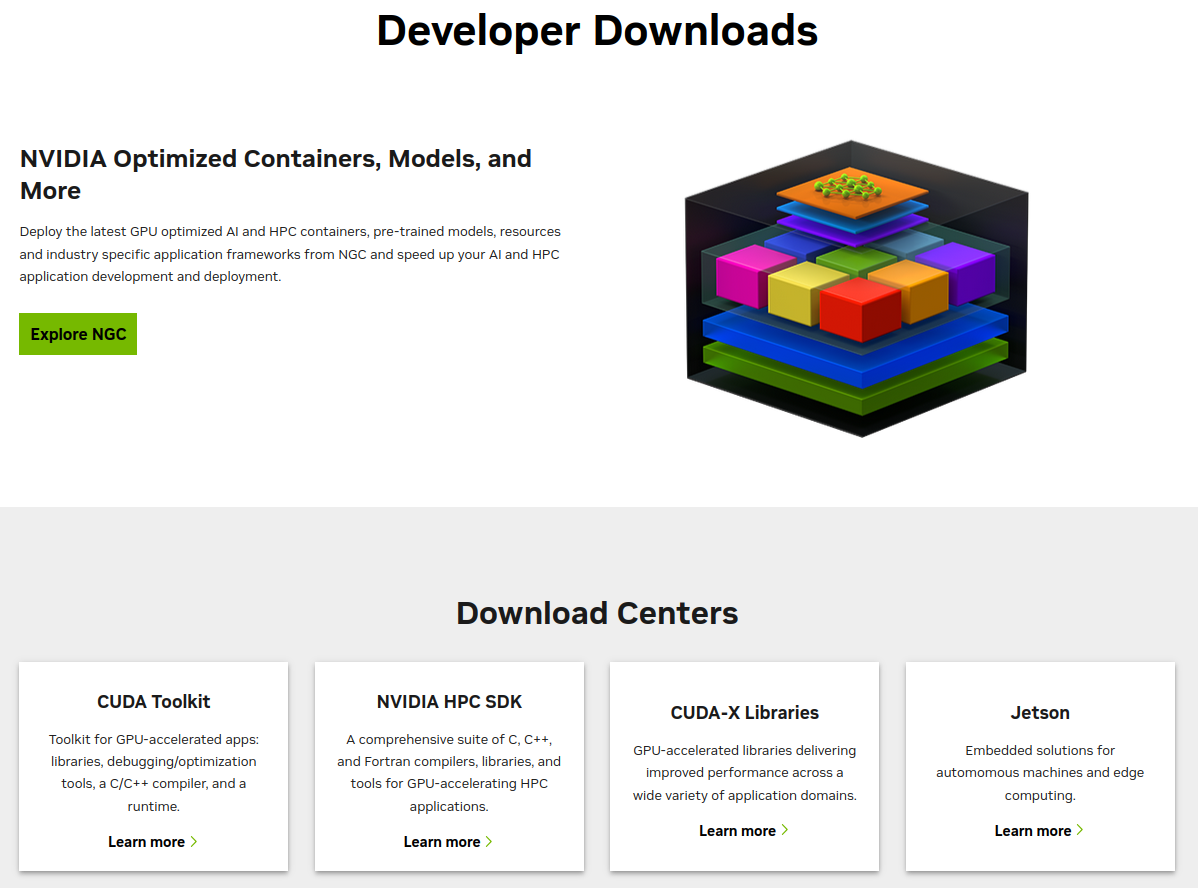 Developer Downloads
NVIDIA Optimized Containers, Models, and
More
Deploy the latest GPU optimized AI and HPC containers, pre-trained models, resources
and industry specific application frameworks from NGC and speed up your AI and HPC
application development and deployment.
Explore NGC
Download Centers
CUDA Toolkit
Toolkit for GPU-accelerated apps:
libraries, debugging/optimization
tools, a C/C++ compiler, and a
runtime.
Learn more
NVIDIA HPC SDK
A comprehensive suite of C, C++,
and Fortran compilers, libraries, and
tools for GPU-accelerating HPC
applications.
Learn more
CUDA-X Libraries
GPU-accelerated libraries delivering
improved performance across a
wide variety of application domains.
Learn more
Jetson
Embedded solutions for
automomous machines and edge
computing.
Learn more